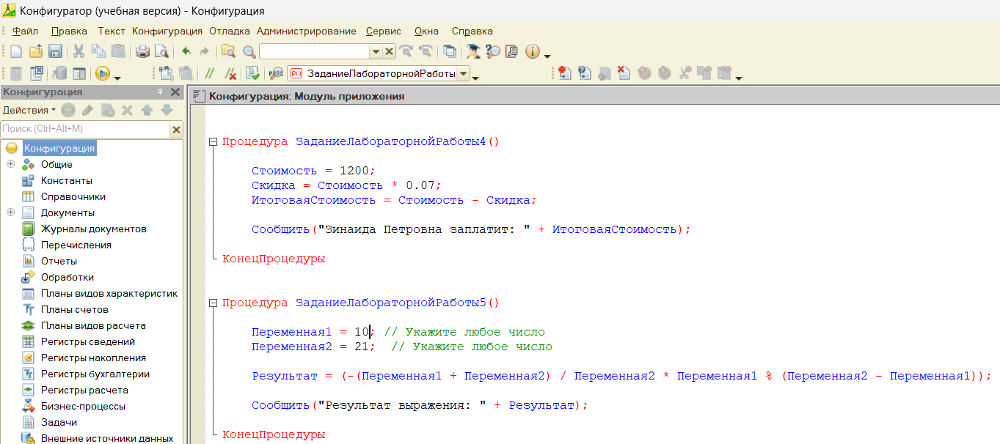 Конфигуратор (учебная версия) - Конфигурация
Файл Правка Текст Конфигурация Отладка Администрирование Сервис Окна Справка
ЗаданиеЛабораторнойРаботы
Конфигурация
Конфигурация: Модуль приложения
Действия
Поиск (Ctrl+Alt+M)
Конфигурация
Общие
Константы
Справочники
Документы
Журналы документов
Перечисления
Отчеты
Обработки
Планы видов характеристик
Планы счетов
Планы видов расчета
Регистры сведений
Регистры накопления
Регистры бухгалтерии
Регистры расчета
Бизнес-процессы
Задачи
Внешние источники данных
Процедура ЗаданиеЛабораторнойРаботы4()
Стоимость = 1200;
Скидка = Стоимость * 0.07;
ИтоговаяСтоимость = Стоимость - Скидка;
Сообщить("Зинаида Петровна заплатит: " + ИтоговаяСтоимость);
КонецПроцедуры
Процедура ЗаданиеЛабораторнойРаботы5()
Переменная1 = 10; // Укажите любое число
Переменная2 = 21;  // Укажите любое число
Результат = (-(Переменная1 + Переменная2) / Переменная2 * Переменная1 % (Переменная2 - Переменная1));
Сообщить("Результат выражения: " + Результат);
КонецПроцедуры